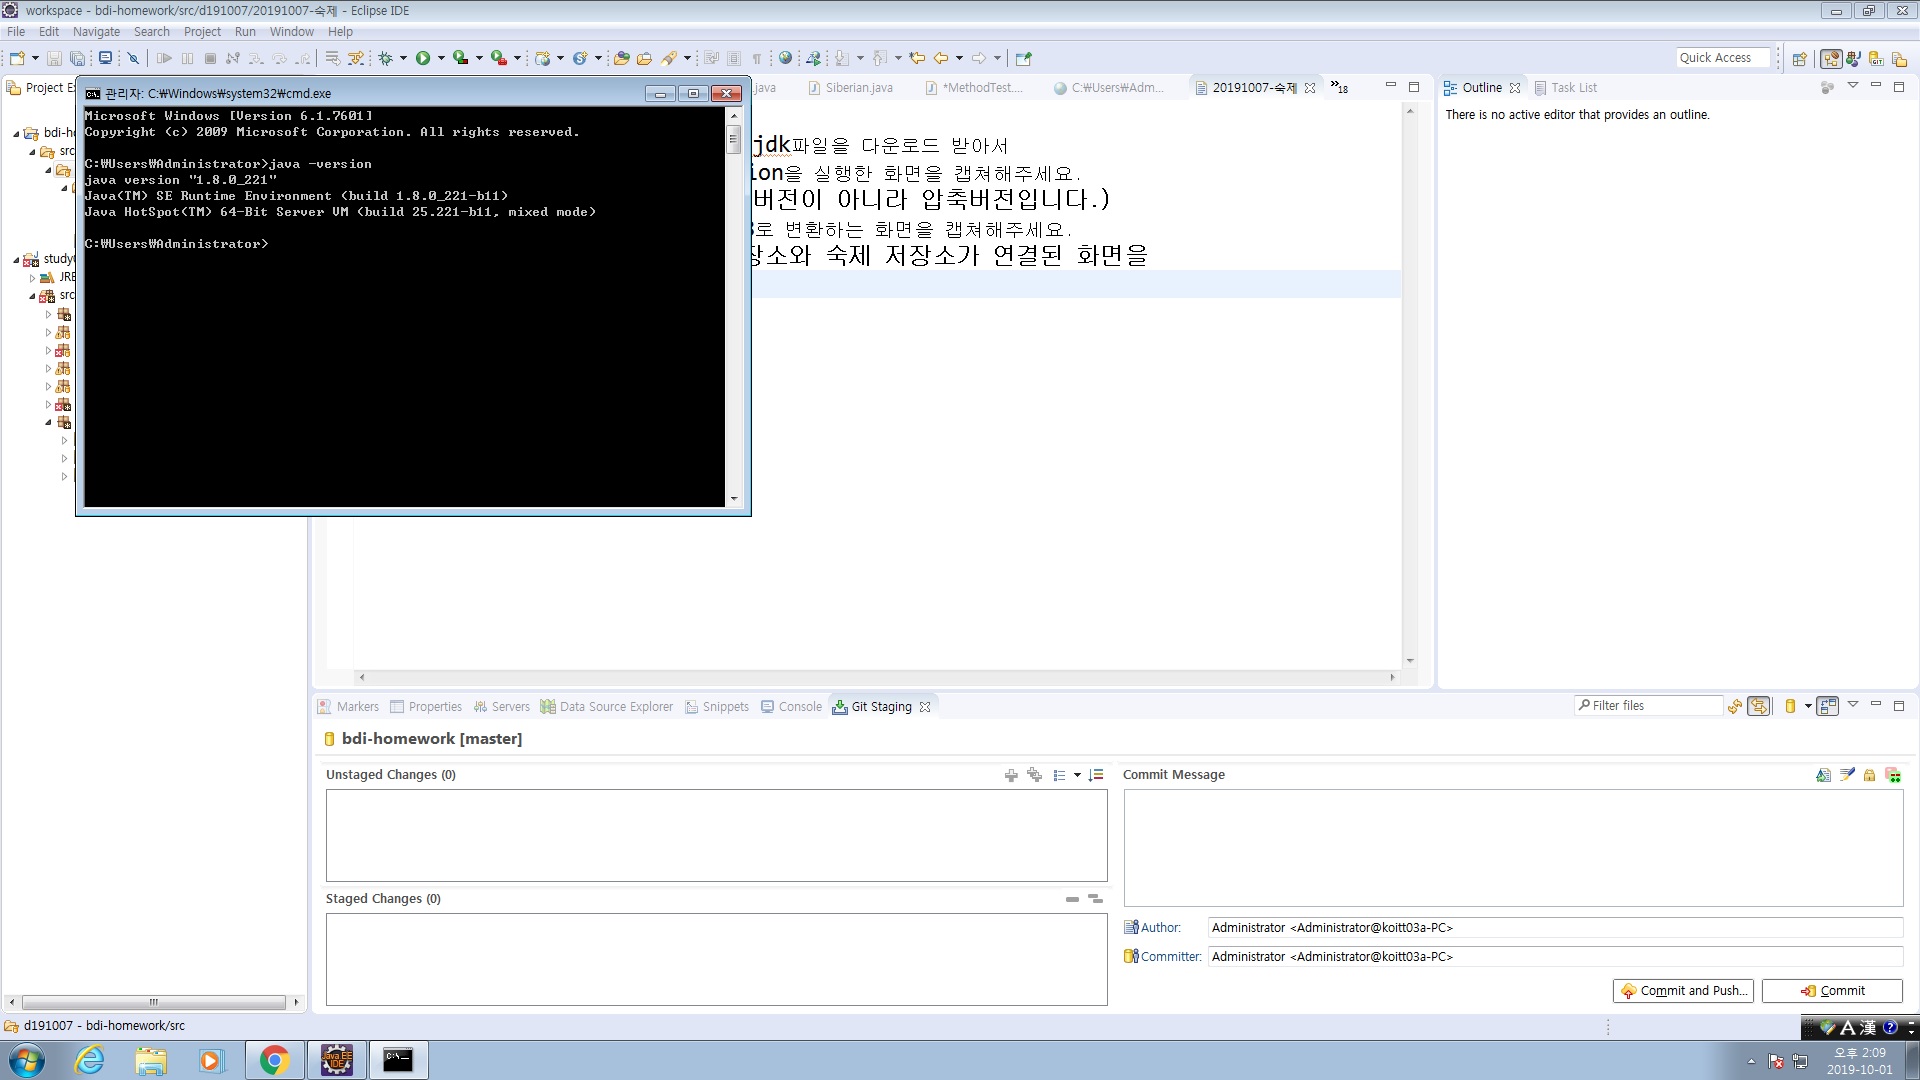 workspace - bdi-homework/src/d191007/20191007-숙제 - Eclipse IDE
File Edit Navigate Search Project Run Window Help
Quick Access
Project Ex
관리자: C:₩Windows₩system32₩cmd.exe
.java
Siberian.java
*MethodTest....
C:₩Users₩Adm...
20191007-숙제
18
Outline
Task List
There is no active editor that provides an outline.
Microsoft Windows [Version 6.1.7601]
Copyright (c) 2009 Microsoft Corporation. All rights reserved.
C:₩Users₩Administrator>java -version
java version "1.8.0_221"
Java(TM) SE Runtime Environment (build 1.8.0_221-b11)
Java HotSpot(TM) 64-Bit Server VM (build 25.221-b11, mixed mode)
C:₩Users₩Administrator>
jdk파일을 다운로드 받아서
ion을 실행한 화면을 캡쳐해주세요.
버전이 아니라 압축버전입니다.)
로 변환하는 화면을 캡쳐해주세요.
장소와 숙제 저장소가 연결된 화면을
bdi-h
src
study
JRE
src
Markers Properties Servers Data Source Explorer Snippets Console Git Staging
Filter files
bdi-homework [master]
Unstaged Changes (0)
Commit Message
Staged Changes (0)
Author: Administrator <Administrator@koitt03a-PC>
Committer: Administrator <Administrator@koitt03a-PC>
Commit and Push...
Commit
d191007 - bdi-homework/src
A 漢
Java EE
IDE
오후 2:09
2019-10-01